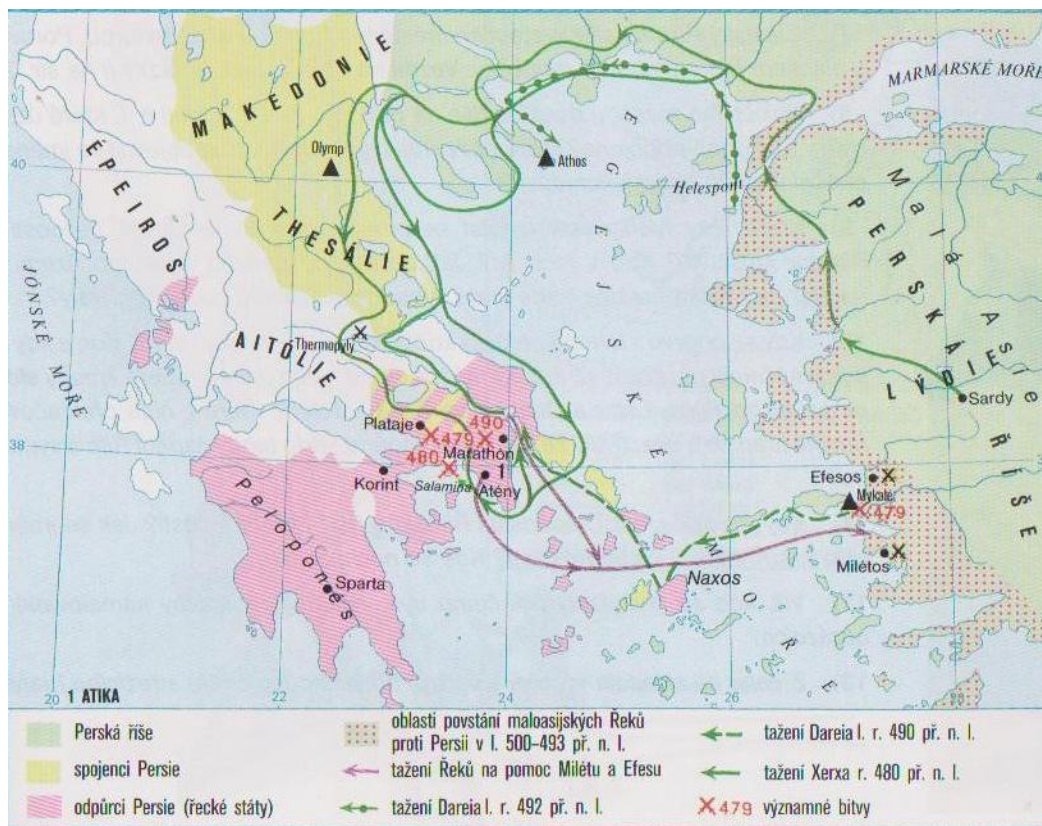 MAKEDONIE
MARMARSKÉ MOŘE
ÉPEIROS
Olymp
Athos
40
Helespont
EGEJSKÉ MOŘE
Malá Asie
PERSKÁ ŘÍŠE
THESÁLIE
JÓNSKÉ MOŘE
AITÓLIE
Thermopyly
LÝDIE
Sardy
Plataje
490
479
38
480
Marathón
1
Korint
Salamina
Atény
Efesos
Mykalé
479
Milétos
Peloponés
Sparta
Naxos
22
24
26
28
1 ATIKA
Perská říše
spojenci Persie
odpůrci Persie (řecké státy)
oblasti povstání maloasijských Řeků
proti Persii v l. 500–493 př. n. l.
tažení Řeků na pomoc Milétu a Efesu
tažení Dareia I. r. 492 př. n. l.
tažení Dareia I. r. 490 př. n. l.
tažení Xerxa r. 480 př. n. l.
479 významné bitvy